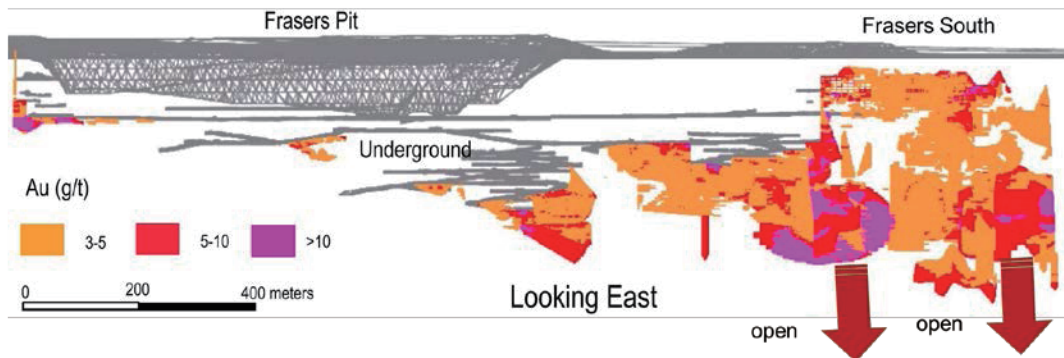 Frasers Pit
Frasers South
Underground
Au (g/t)
3-5
5-10
>10
0
200
400 meters
Looking East
open
open